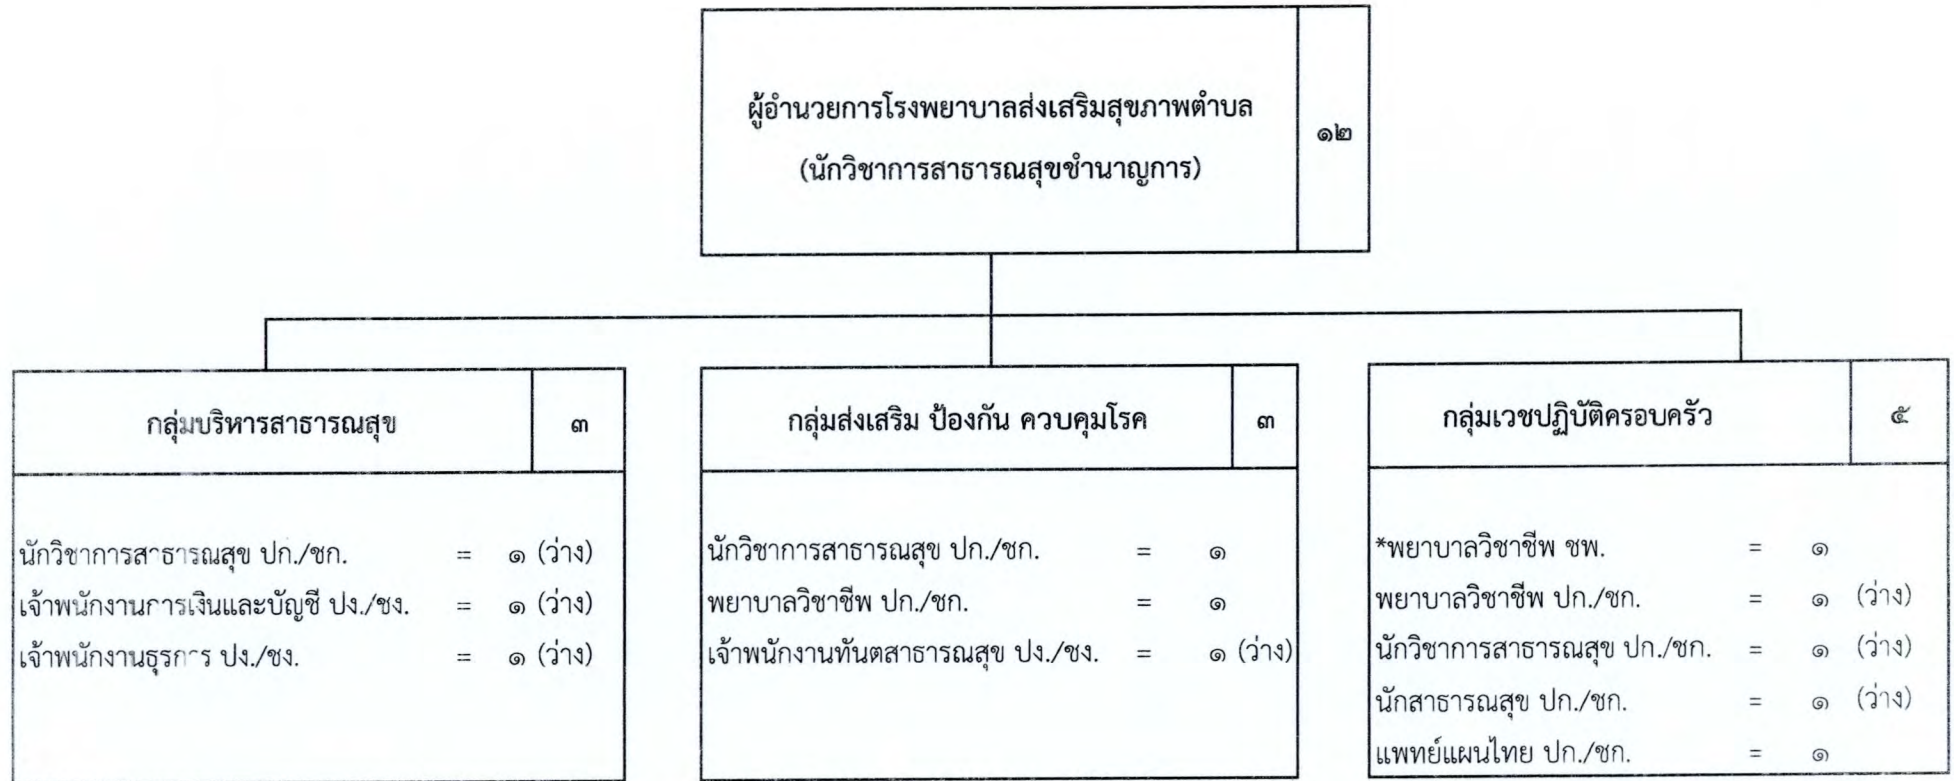 ผู้อำนวยการโรงพยาบาลส่งเสริมสุขภาพตำบล
(นักวิชาการสาธารณสุขชำนาญการ)
๑๒
กลุ่มบริหารสาธารณสุข ๓
นักวิชาการสาธารณสุข ปก./ชก. = ๑ (ว่าง)
เจ้าพนักงานการเงินและบัญชี ปง./ชง. = ๑ (ว่าง)
เจ้าพนักงานธุรการ ปง./ชง. = ๑ (ว่าง)
กลุ่มส่งเสริม ป้องกัน ควบคุมโรค ๓
นักวิชาการสาธารณสุข ปก./ชก. = ๑
พยาบาลวิชาชีพ ปก./ชก. = ๑
เจ้าพนักงานทันตสาธารณสุข ปง./ชง. = ๑ (ว่าง)
กลุ่มเวชปฏิบัติครอบครัว ๕
*พยาบาลวิชาชีพ ชพ. = ๑
พยาบาลวิชาชีพ ปก./ชก. = ๑ (ว่าง)
นักวิชาการสาธารณสุข ปก./ชก. = ๑ (ว่าง)
นักสาธารณสุข ปก./ชก. = ๑ (ว่าง)
แพทย์แผนไทย ปก./ชก. = ๑